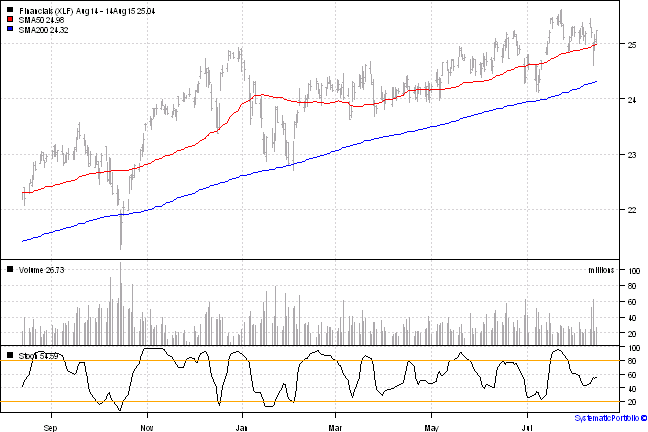 Financials (XLF) Aug 14 - 14Aug15 25.04
SMA50 24.98
SMA200 24.32
25
24
23
22
Volume 26.73
millions
100
80
60
40
20
Stoch 54.59
100
80
60
40
20
Sep
Nov
Jan
Mar
May
Jul
SystematicPortfolio ©